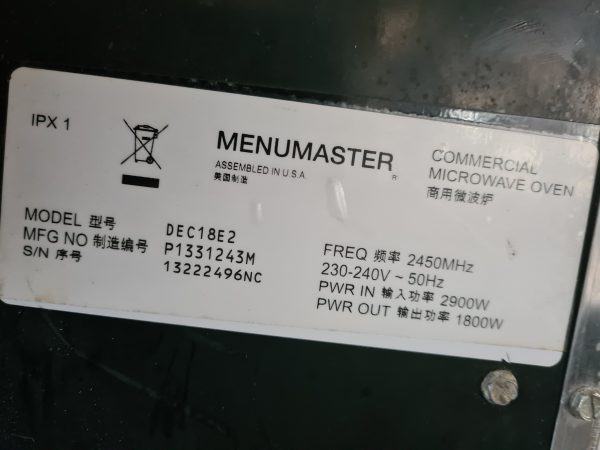 IPX 1
MENUMASTER
R
ASSEMBLED IN U.S.A
美国制造
COMMERCIAL
MICROWAVE OVEN
商用微波炉
MODEL 型号 DEC18E2
MFG NO 制造编号 P1331243M
S/N 序号 13222496NC
FREQ 频率 2450MHz
230-240V ~ 50Hz
PWR IN 输入功率 2900W
PWR OUT 输出功率 1800W